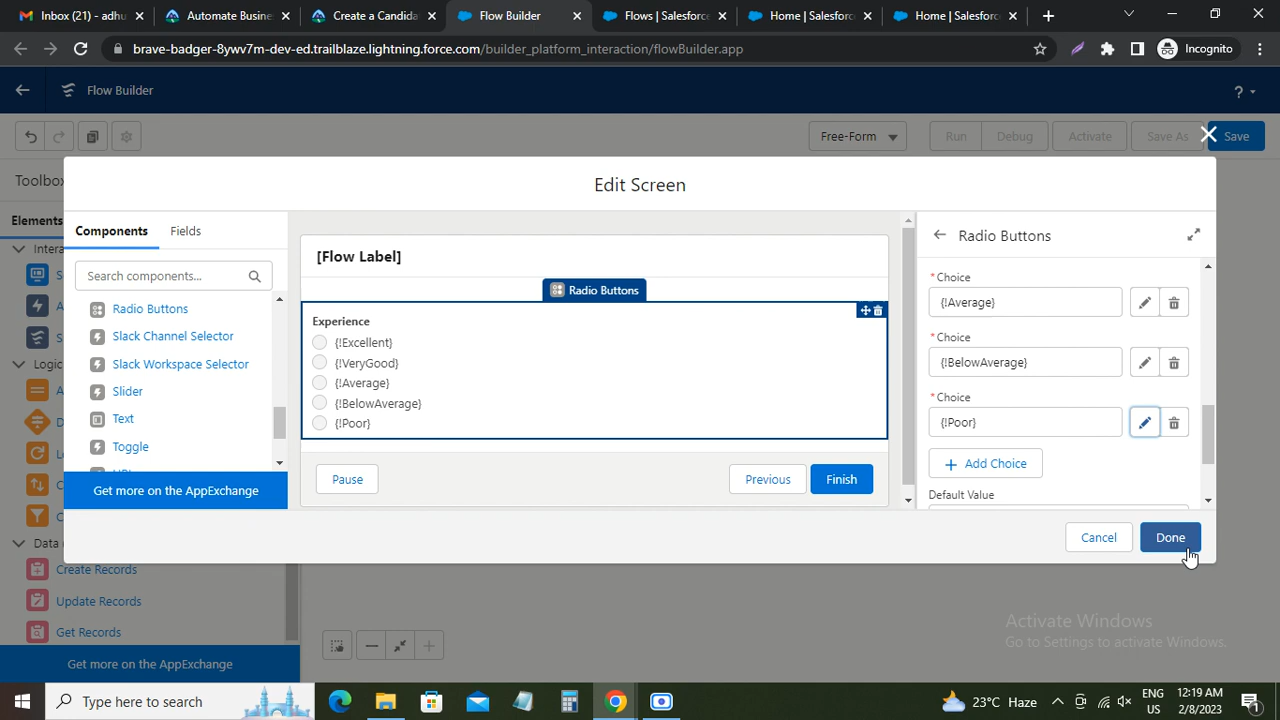 Inbox (21) - adhu
Automate Busine
Create a Candida
Flow Builder
Flows | Salesforce
Home | Salesforc
Home | Salesforc
brave-badger-8ywv7m-dev-ed.trailblaze.lightning.force.com/builder_platform_interaction/flowBuilder.app
Incognito
Flow Builder
?
Free-Form
Run
Debug
Activate
Save As
Save
Toolbox
Edit Screen
Elements
Components
Fields
[Flow Label]
Radio Buttons
Intera
Search components...
Radio Buttons
*Choice
S
Radio Buttons
Experience
{!Average}
A
Slack Channel Selector
{!Excellent}
*Choice
S
Slack Workspace Selector
{!VeryGood}
{!BelowAverage}
Logic
A
Slider
{!Average}
*Choice
D
Text
{!BelowAverage}
{!Poor}
{!Poor}
L
Toggle
+ Add Choice
C
Get more on the AppExchange
Pause
Previous
Finish
Default Value
C
Data (
Cancel
Done
Create Records
Update Records
Get Records
Get more on the AppExchange
Activate Windows
Go to Settings to activate Windows.
Type here to search
23°C Haze
ENG
US
12:19 AM
2/8/2023
1